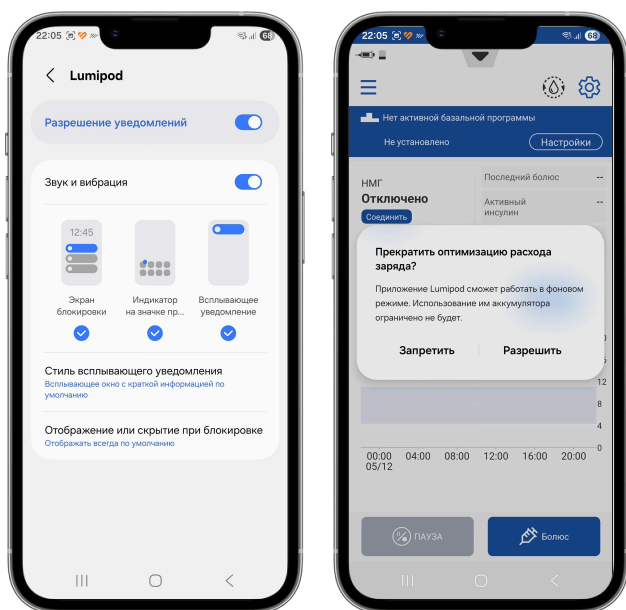 22:05
68
Lumipod
Разрешение уведомлений
Звук и вибрация
12:45
Экран
блокировки
Индикатор
на значке пр...
Всплывающее
уведомление
Стиль всплывающего уведомления
Всплывающее окно с краткой информацией по
умолчанию
Отображение или скрытие при блокировке
Отображать всегда по умолчанию
22:05
68
Нет активной базальной программы
Не установлено
Настройки
НМГ
Отключено
Соединить
Последний болюс
--
Активный
инсулин
--
Прекратить оптимизацию расхода
заряда?
Приложение Lumipod сможет работать в фоновом
режиме. Использование им аккумулятора
ограничено не будет.
Запретить
Разрешить
12
8
4
0
00:00 04:00 08:00 12:00 16:00 20:00
05/12
ПАУЗА
Болюс